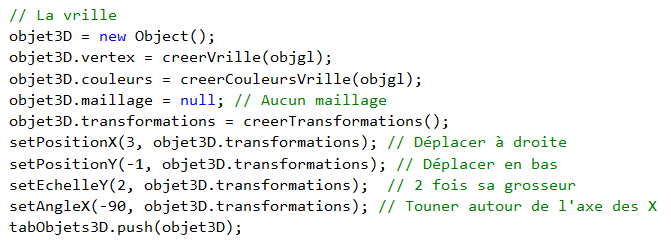 // La vrille
objet3D = new Object();
objet3D.vertex = creerVrille(objgl);
objet3D.couleurs = creerCouleursVrille(objgl);
objet3D.maillage = null; // Aucun maillage
objet3D.transformations = creerTransformations();
setPositionX(3, objet3D.transformations); // Déplacer à droite
setPositionY(-1, objet3D.transformations); // Déplacer en bas
setEchelleY(2, objet3D.transformations);  // 2 fois sa grosseur
setAngleX(-90, objet3D.transformations); // Touner autour de l'axe des X
tabObjets3D.push(objet3D);